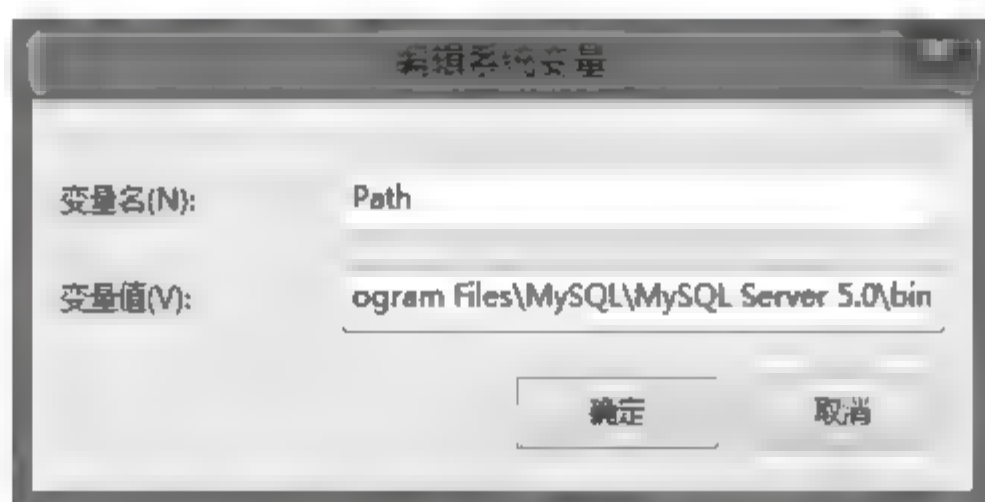 编辑系统变量
变量名(N): Path
变量值(V): ogram Files\MySQL\MySQL Server 5.0\bin
确定 取消